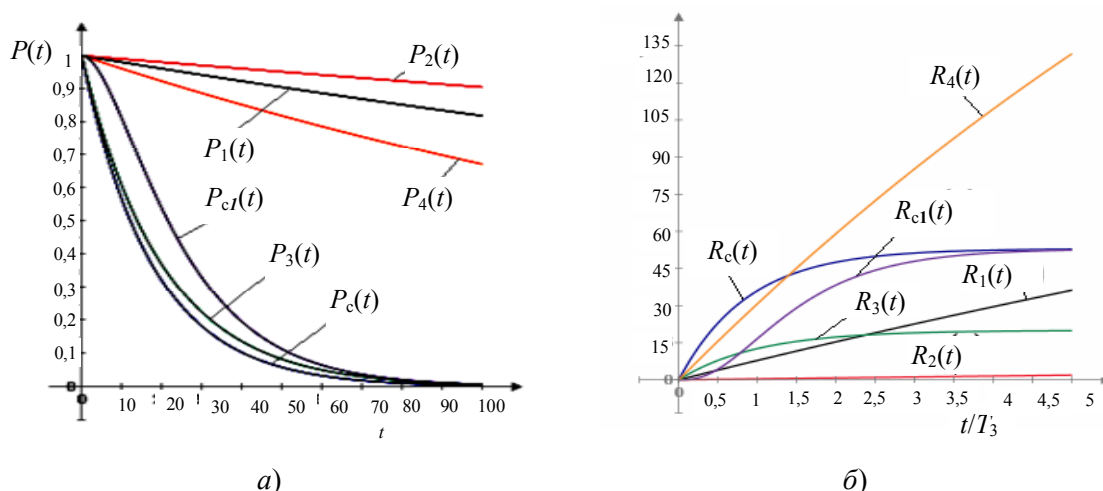 P(t)
1
0,9
0,8
0,7
0,6
0,5
0,4
0,3
0,2
0,1
0
P₂(t)
P₁(t)
P₄(t)
Pc1(t)
P₃(t)
Pc(t)
10 20 30 40 50 60 70 80 90 100
t
а)
135
120
105
90
75
60
45
30
15
0
R₄(t)
Rc1(t)
Rc(t)
R₁(t)
R₃(t)
R₂(t)
0,5 1 1,5 2 2,5 3 3,5 4 4,5 5
t/T₃
б)